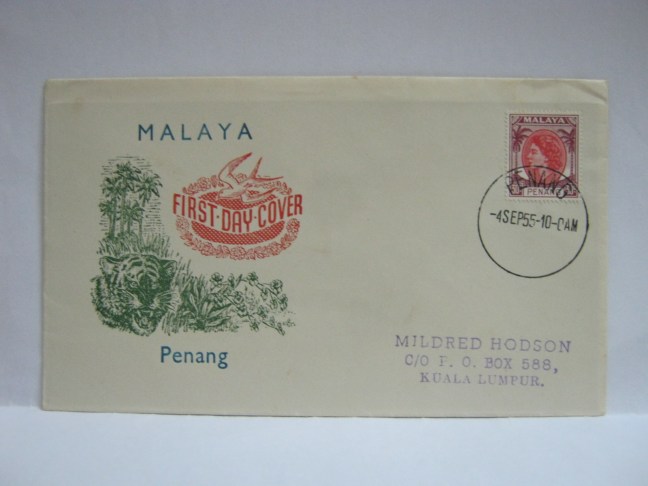 MALAYA
FIRST·DAY·COVER
Penang
MALAYA
PENANG
-4SEP55-10-0AM
MILDRED HODSON
C/O P. O. BOX 588,
KUALA LUMPUR.